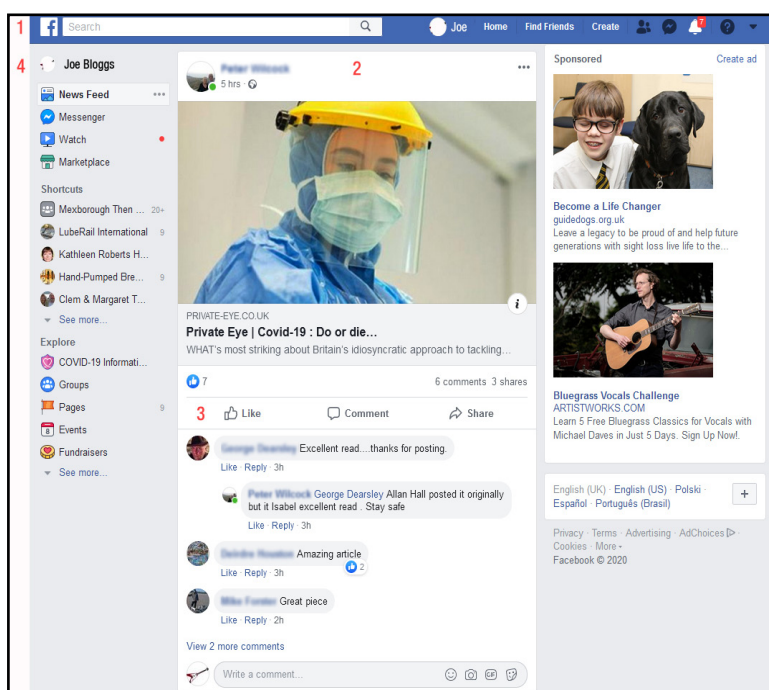 1
f
Search
Joe
Home
Find Friends
Create
7
4
Joe Bloggs
News Feed
Messenger
Watch
Marketplace
Shortcuts
Mexborough Then ... 20+
LubeRail International 9
Kathleen Roberts H...
Hand-Pumped Bre... 9
Clem & Margaret T...
See more...
Explore
COVID-19 Informati...
Groups
Pages 9
Events
Fundraisers
See more...
2
5 hrs ·
PRIVATE-EYE.CO.UK
Private Eye | Covid-19 : Do or die…
WHAT's most striking about Britain's idiosyncratic approach to tackling…
7
6 comments 3 shares
3
Like
Comment
Share
Excellent read....thanks for posting.
Like · Reply · 3h
George Dearsley Allan Hall posted it originally
but it Isabel excellent read . Stay safe
Like · Reply · 3h
Amazing article
2
Like · Reply · 3h
Great piece
Like · Reply · 2h
View 2 more comments
Write a comment...
GIF
Sponsored
Create ad
Become a Life Changer
guidedogs.org.uk
Leave a legacy to be proud of and help future
generations with sight loss live life to the...
Bluegrass Vocals Challenge
ARTISTWORKS.COM
Learn 5 Free Bluegrass Classics for Vocals with
Michael Daves in Just 5 Days. Sign Up Now!.
English (UK) · English (US) · Polski ·
Español · Português (Brasil)
Privacy · Terms · Advertising · AdChoices ·
Cookies · More
Facebook © 2020